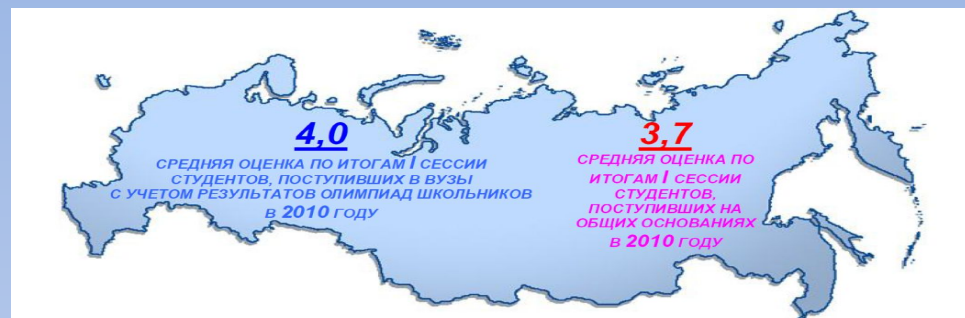 4,0
СРЕДНЯЯ ОЦЕНКА ПО ИТОГАМ I СЕССИИ
СТУДЕНТОВ, ПОСТУПИВШИХ В ВУЗЫ
С УЧЕТОМ РЕЗУЛЬТАТОВ ОЛИМПИАД ШКОЛЬНИКОВ
В 2010 ГОДУ
3,7
СРЕДНЯЯ ОЦЕНКА ПО
ИТОГАМ I СЕССИИ
СТУДЕНТОВ,
ПОСТУПИВШИХ НА
ОБЩИХ ОСНОВАНИЯХ
В 2010 ГОДУ